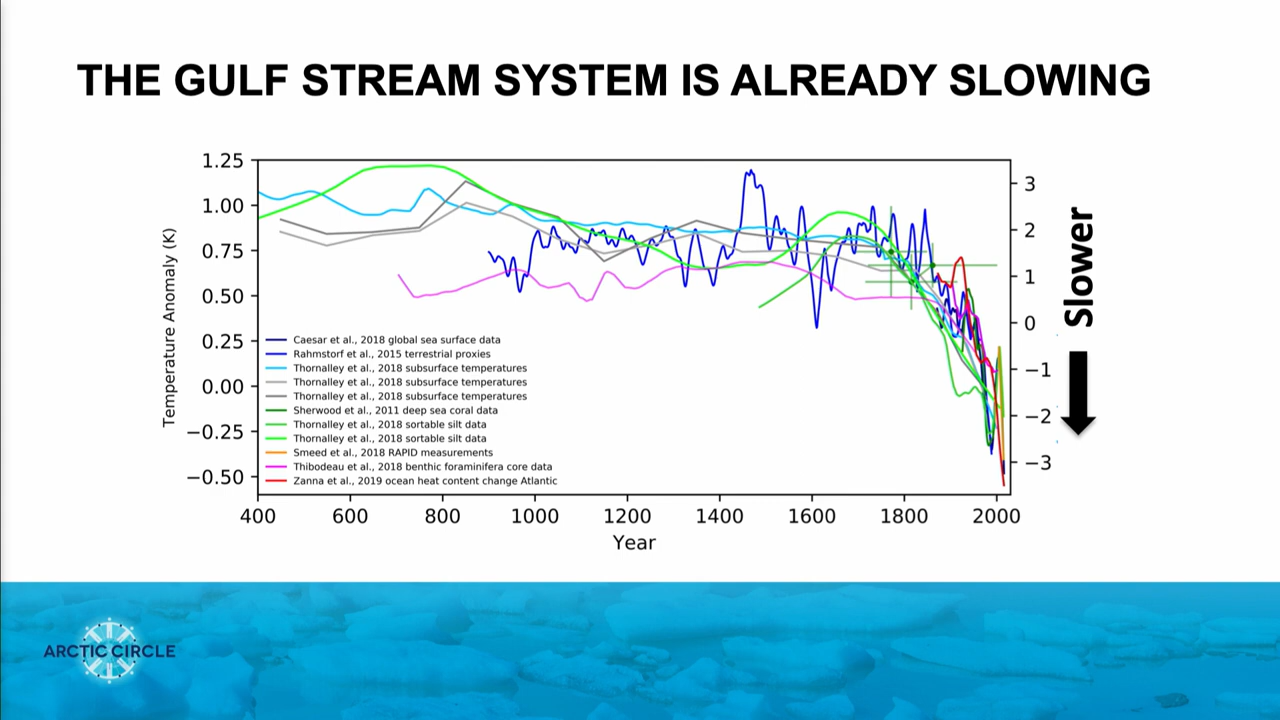 THE GULF STREAM SYSTEM IS ALREADY SLOWING
1.25
1.00
0.75
0.50
0.25
0.00
−0.25
−0.50
Temperature Anomaly (K)
Caesar et al., 2018 global sea surface data
Rahmstorf et al., 2015 terrestrial proxies
Thornalley et al., 2018 subsurface temperatures
Thornalley et al., 2018 subsurface temperatures
Thornalley et al., 2018 subsurface temperatures
Sherwood et al., 2011 deep sea coral data
Thornalley et al., 2018 sortable silt data
Thornalley et al., 2018 sortable silt data
Smeed et al., 2018 RAPID measurements
Thibodeau et al., 2018 benthic foraminifera core data
Zanna et al., 2019 ocean heat content change Atlantic
3
2
1
0
−1
−2
−3
Slower
400 600 800 1000 1200 1400 1600 1800 2000
Year
ARCTIC CIRCLE